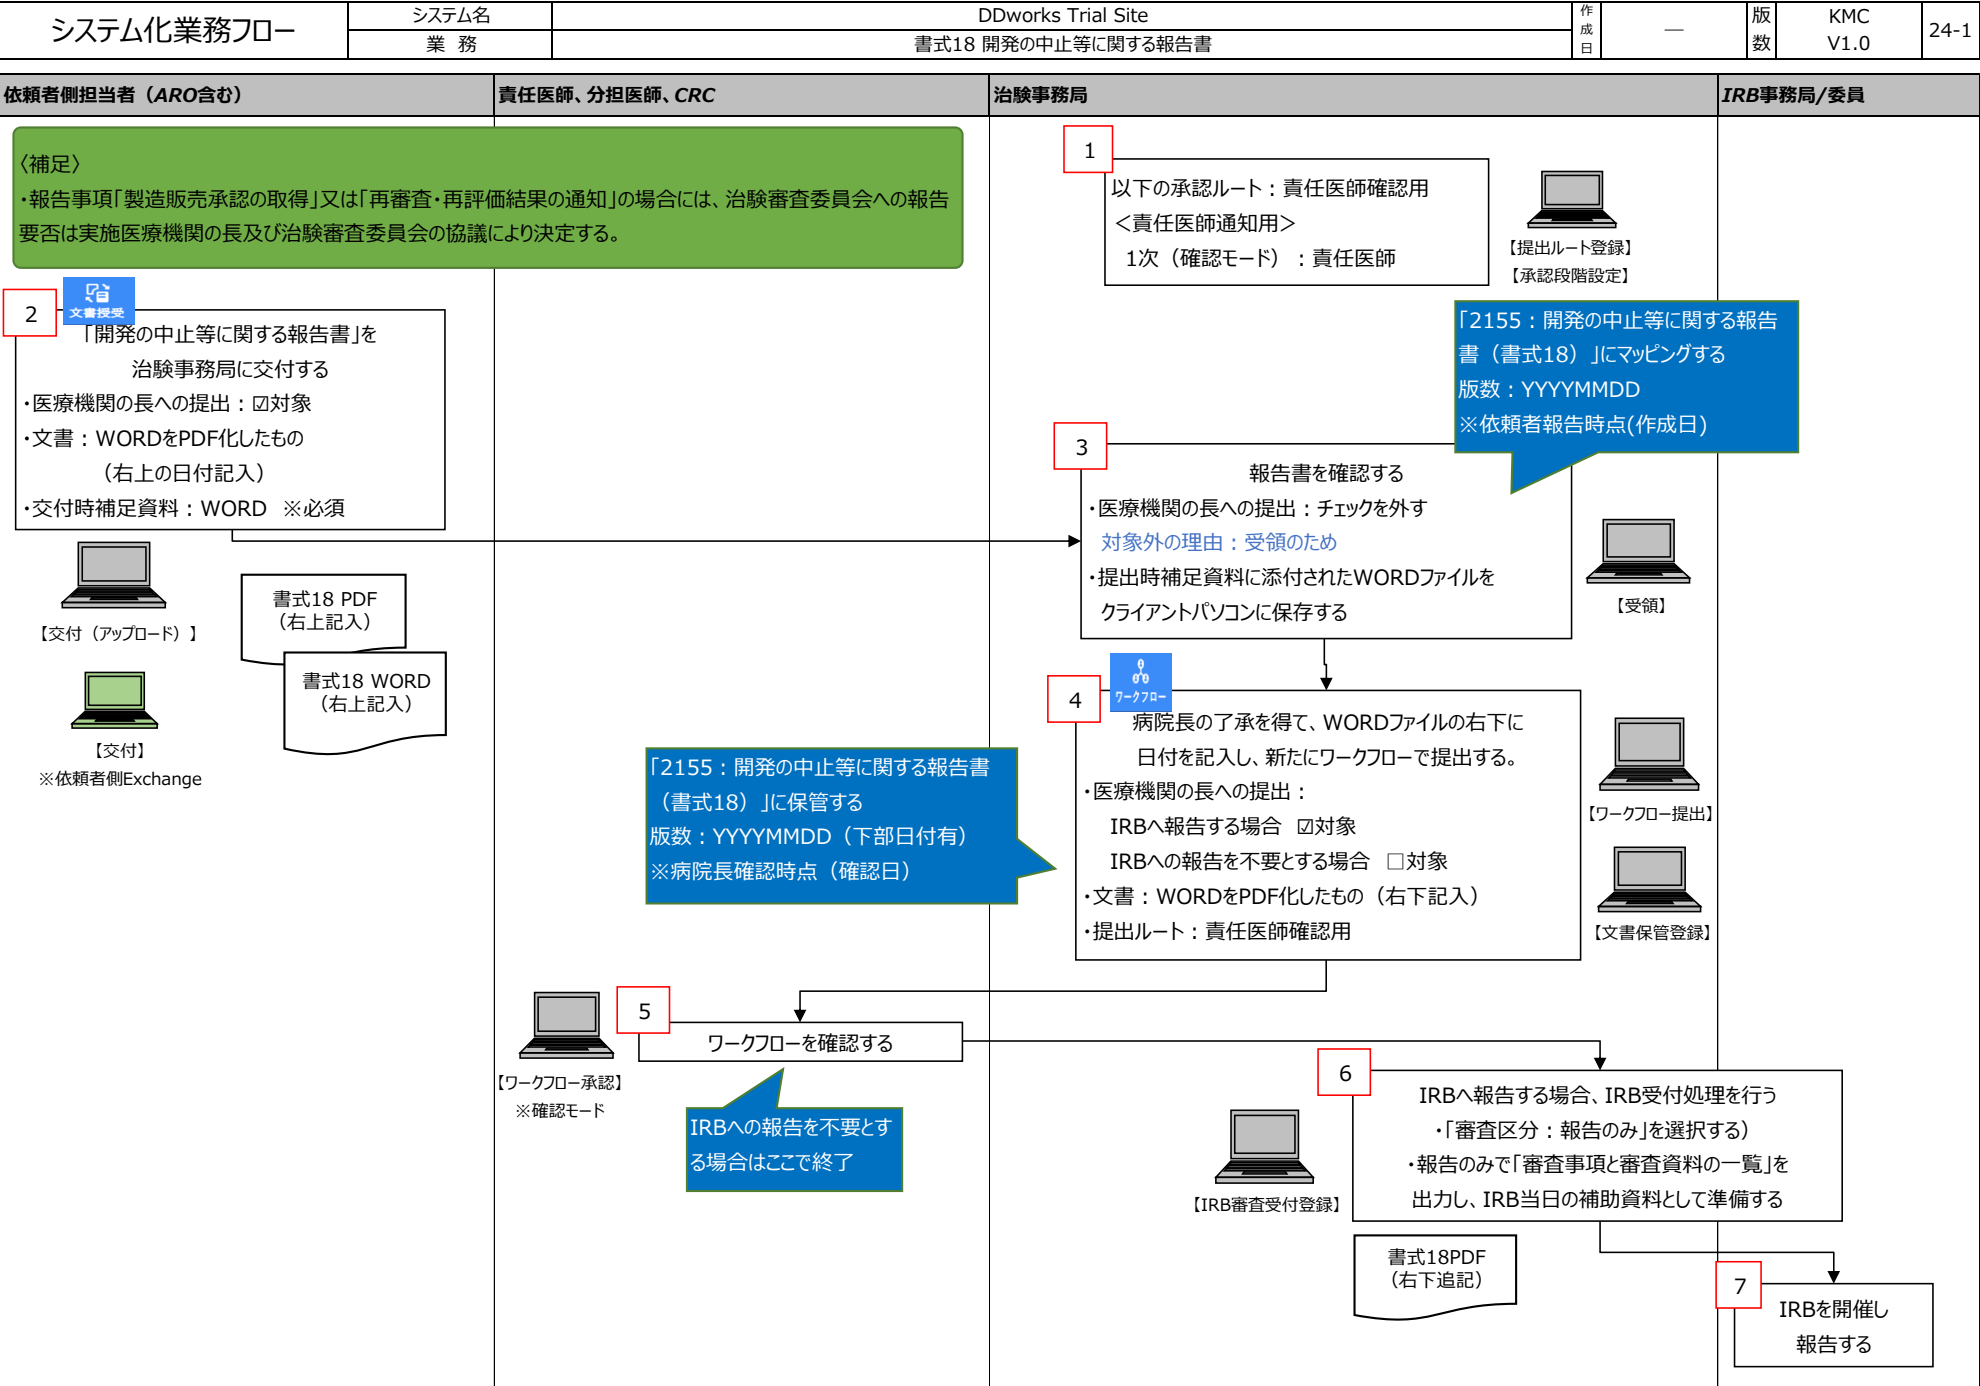 システム化業務フロー
システム名
DDworks Trial Site
業 務
書式18 開発の中止等に関する報告書
作成日
—
版数
KMC
V1.0
24-1
依頼者側担当者（ARO含む）
責任医師、分担医師、CRC
治験事務局
IRB事務局/委員
〈補足〉
・報告事項「製造販売承認の取得」又は「再審査・再評価結果の通知」の場合には、治験審査委員会への報告
要否は実施医療機関の長及び治験審査委員会の協議により決定する。
1
以下の承認ルート：責任医師確認用
＜責任医師通知用＞
1次（確認モード）：責任医師
【提出ルート登録】
【承認段階設定】
2
文書授受
「開発の中止等に関する報告書」を
治験事務局に交付する
・医療機関の長への提出：☑対象
・文書：WORDをPDF化したもの
（右上の日付記入）
・交付時補足資料：WORD ※必須
【交付（アップロード）】
【交付】
※依頼者側Exchange
書式18 PDF
（右上記入）
書式18 WORD
（右上記入）
「2155：開発の中止等に関する報告
書（書式18）」にマッピングする
版数：YYYYMMDD
※依頼者報告時点(作成日)
3
報告書を確認する
・医療機関の長への提出：チェックを外す
対象外の理由：受領のため
・提出時補足資料に添付されたWORDファイルを
クライアントパソコンに保存する
【受領】
4
ワークフロー
病院長の了承を得て、WORDファイルの右下に
日付を記入し、新たにワークフローで提出する。
・医療機関の長への提出：
IRBへ報告する場合 ☑対象
IRBへの報告を不要とする場合 □対象
・文書：WORDをPDF化したもの（右下記入）
・提出ルート：責任医師確認用
【ワークフロー提出】
【文書保管登録】
「2155：開発の中止等に関する報告書
（書式18）」に保管する
版数：YYYYMMDD（下部日付有）
※病院長確認時点（確認日）
5
ワークフローを確認する
【ワークフロー承認】
※確認モード
IRBへの報告を不要とす
る場合はここで終了
6
IRBへ報告する場合、IRB受付処理を行う
・「審査区分：報告のみ」を選択する）
・報告のみで「審査事項と審査資料の一覧」を
出力し、IRB当日の補助資料として準備する
【IRB審査受付登録】
書式18PDF
（右下追記）
7
IRBを開催し
報告する